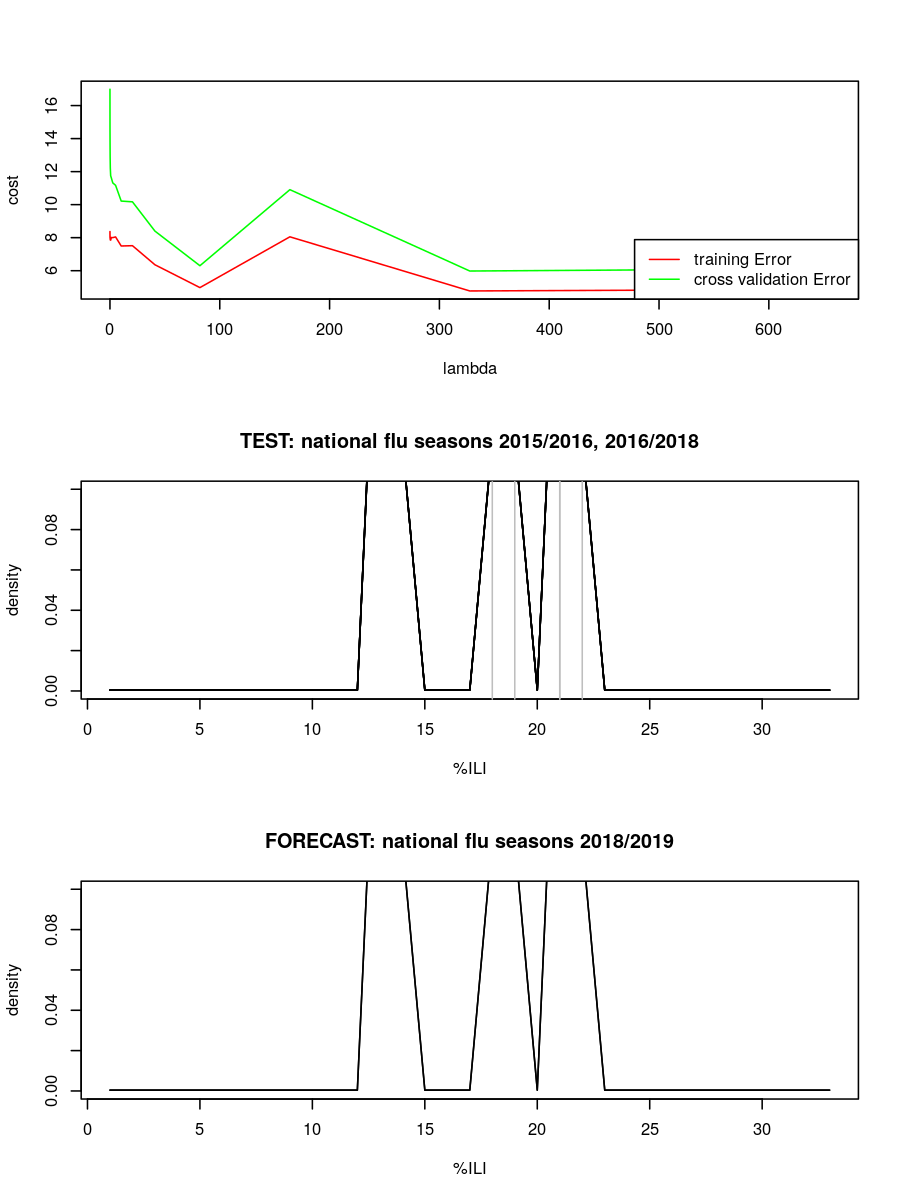 cost
16
14
12
10
8
6
training Error
cross validation Error
0 100 200 300 400 500 600
lambda
TEST: national flu seasons 2015/2016, 2016/2018
density
0.08
0.04
0.00
0 5 10 15 20 25 30
%ILI
FORECAST: national flu seasons 2018/2019
density
0.08
0.04
0.00
0 5 10 15 20 25 30
%ILI